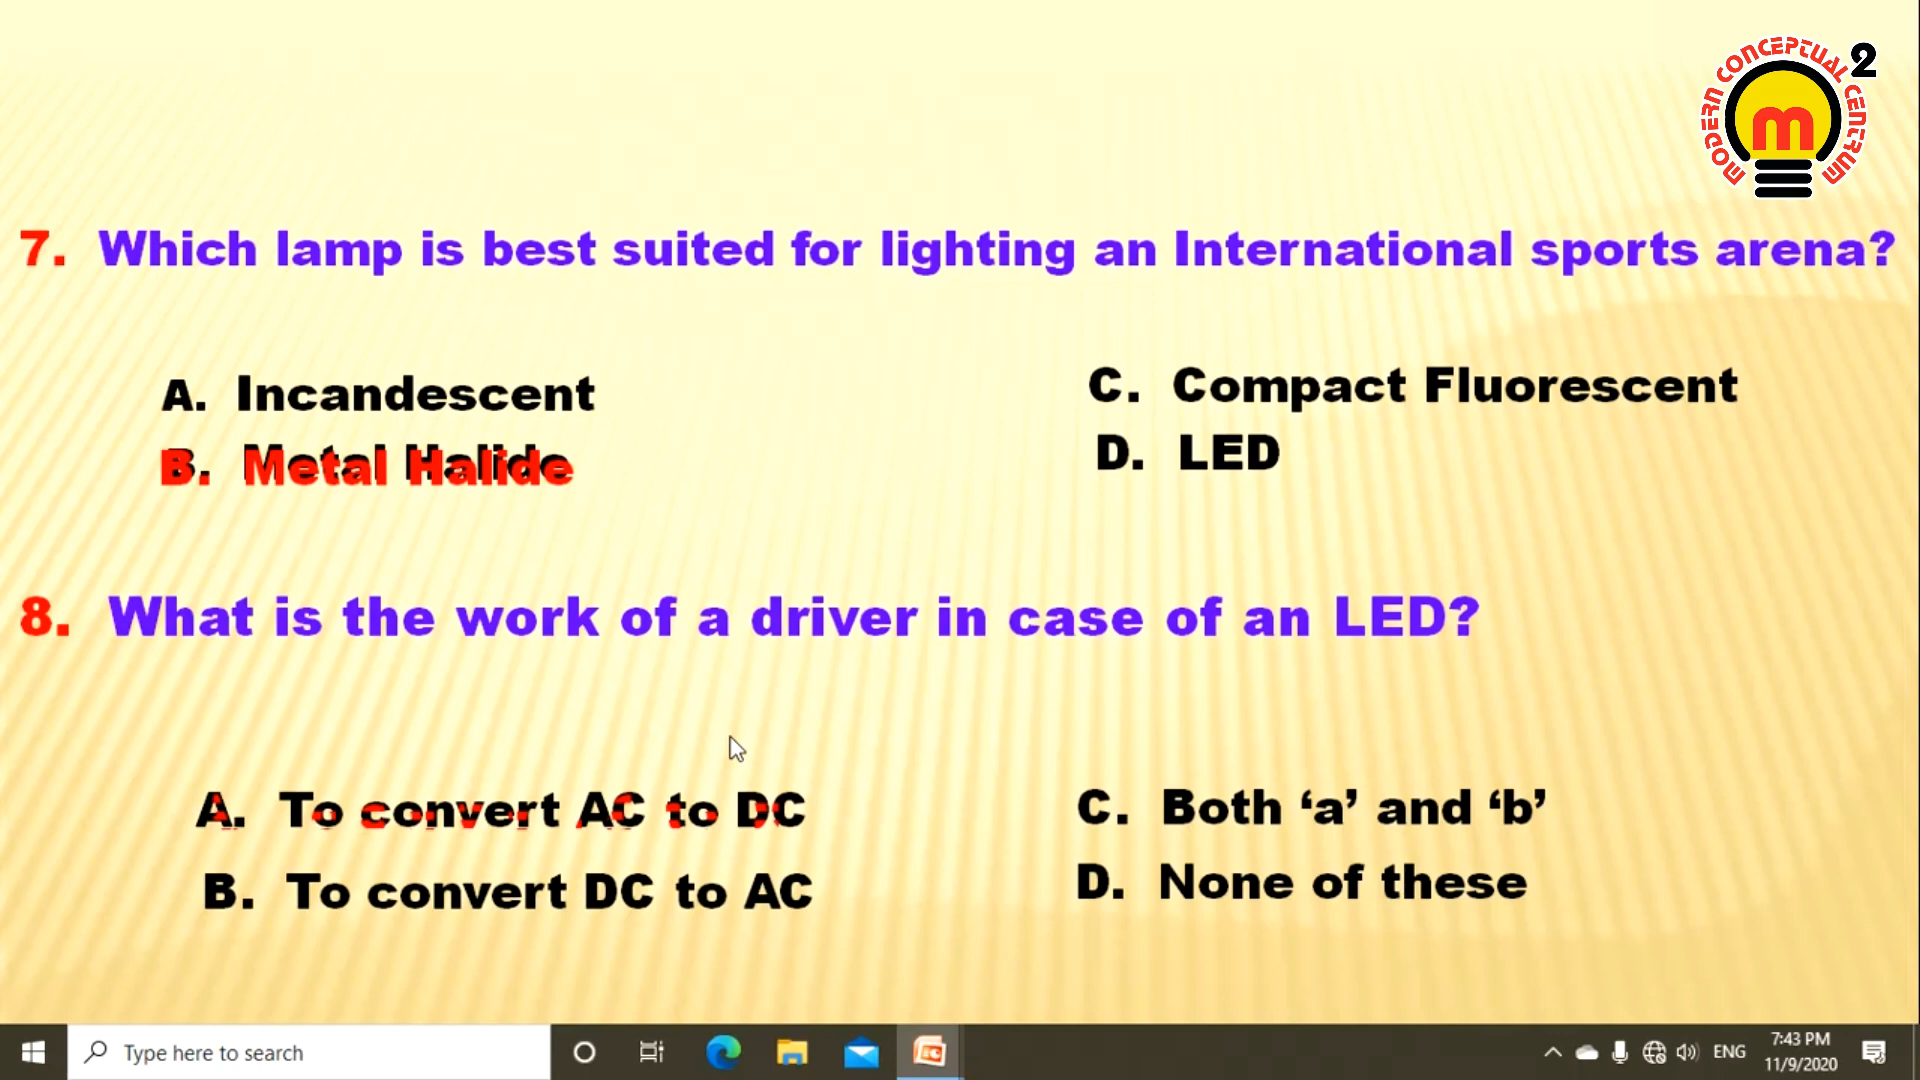 MODERN CONCEPTUAL CENTRUM
2
m
7. Which lamp is best suited for lighting an International sports arena?
A. Incandescent
C. Compact Fluorescent
B. Metal Halide
D. LED
8. What is the work of a driver in case of an LED?
A. To convert AC to DC
C. Both ‘a’ and ‘b’
B. To convert DC to AC
D. None of these
Type here to search
ENG
7:43 PM
11/9/2020